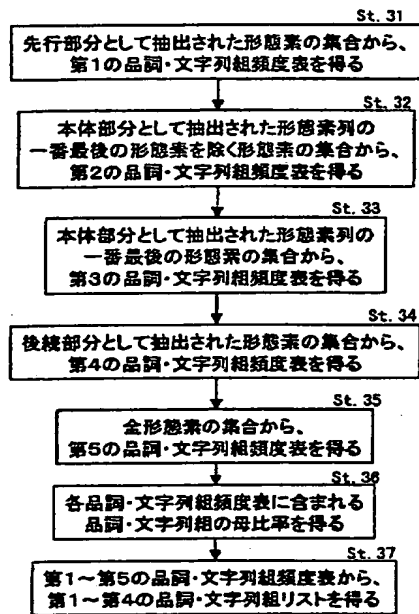 St. 31
先行部分として抽出された形態素の集合から、
第1の品詞・文字列組頻度表を得る
St. 32
本体部分として抽出された形態素列の
一番最後の形態素を除く形態素の集合から、
第2の品詞・文字列組頻度表を得る
St. 33
本体部分として抽出された形態素列の
一番最後の形態素の集合から、
第3の品詞・文字列組頻度表を得る
St. 34
後続部分として抽出された形態素の集合から、
第4の品詞・文字列組頻度表を得る
St. 35
全形態素の集合から、
第5の品詞・文字列組頻度表を得る
St. 36
各品詞・文字列組頻度表に含まれる
品詞・文字列組の母比率を得る
St. 37
第1～第5の品詞・文字列組頻度表から、
第1～第4の品詞・文字列組リストを得る